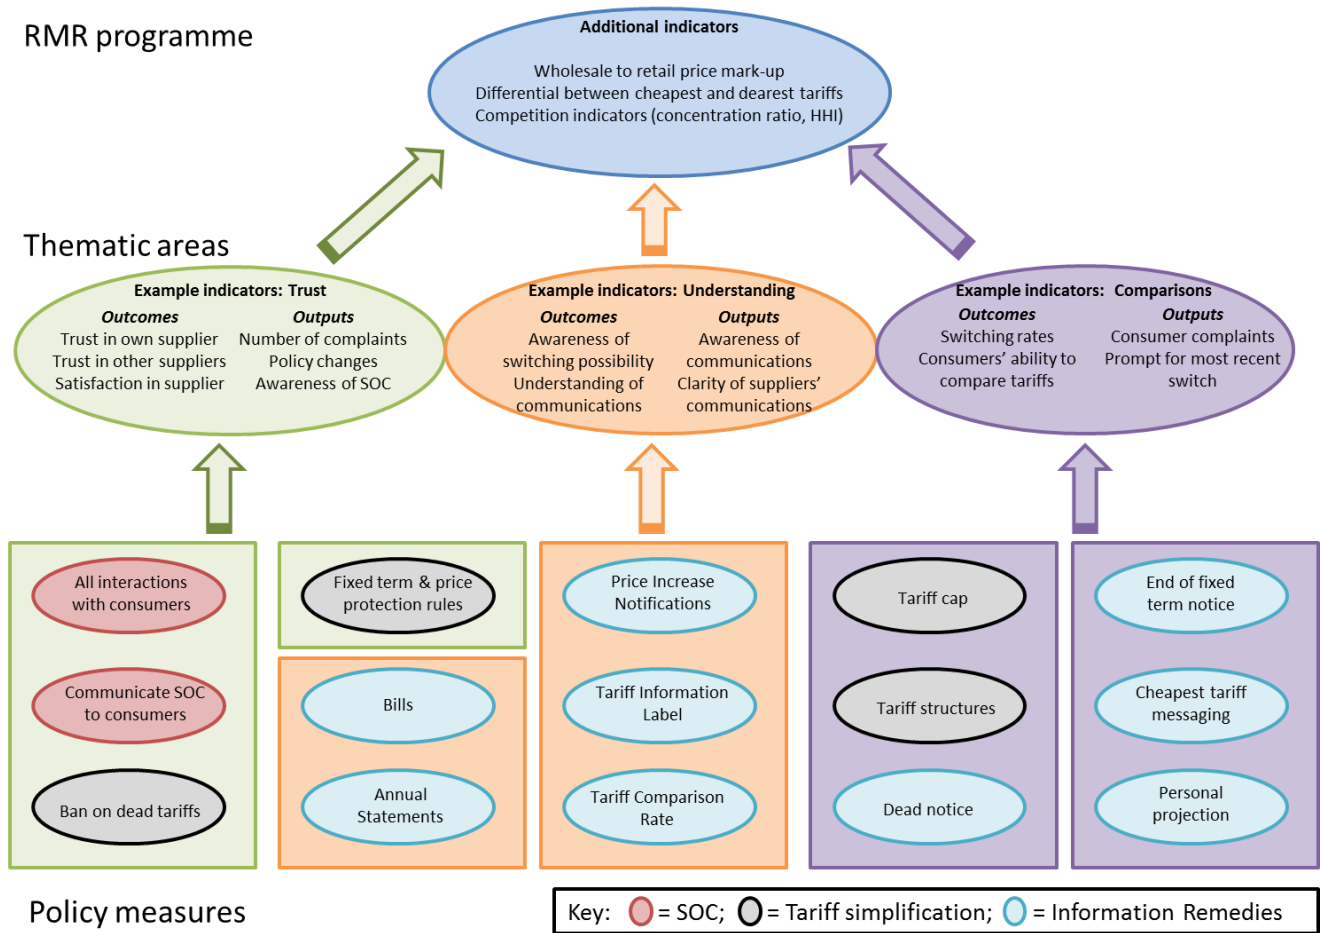 RMR programme
Additional indicators
Wholesale to retail price mark-up
Differential between cheapest and dearest tariffs
Competition indicators (concentration ratio, HHI)
Thematic areas
Example indicators: Trust
Outcomes
Trust in own supplier
Trust in other suppliers
Satisfaction in supplier
Outputs
Number of complaints
Policy changes
Awareness of SOC
Example indicators: Understanding
Outcomes
Awareness of
switching possibility
Understanding of
communications
Outputs
Awareness of
communications
Clarity of suppliers’
communications
Example indicators: Comparisons
Outcomes
Switching rates
Consumers’ ability to
compare tariffs
Outputs
Consumer complaints
Prompt for most recent
switch
All interactions
with consumers
Communicate SOC
to consumers
Ban on dead tariffs
Fixed term & price
protection rules
Bills
Annual
Statements
Price Increase
Notifications
Tariff Information
Label
Tariff Comparison
Rate
Tariff cap
Tariff structures
Dead notice
End of fixed
term notice
Cheapest tariff
messaging
Personal
projection
Policy measures
Key: = SOC; = Tariff simplification; = Information Remedies